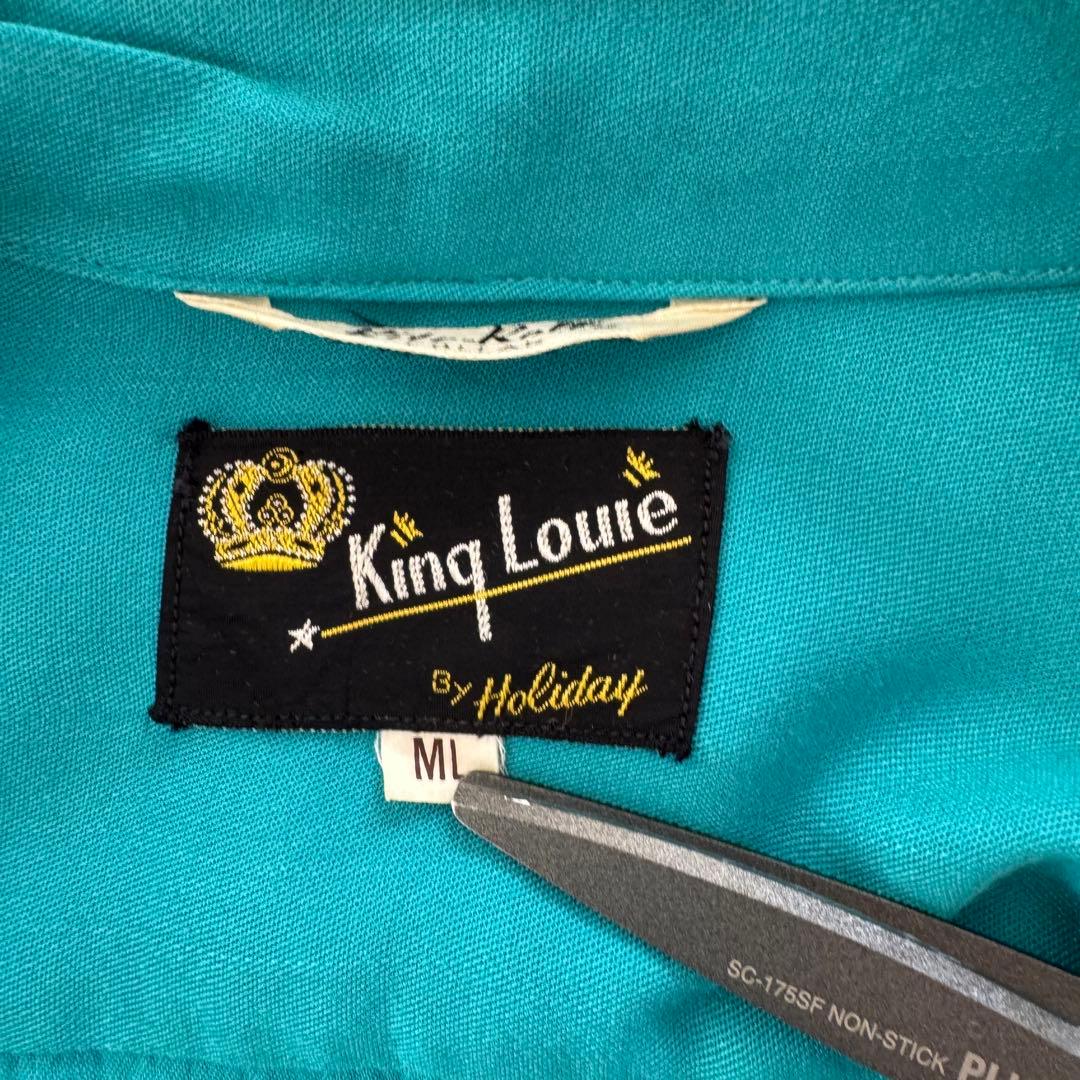 King Louie
By Holiday
ML
SC-175SF NON-STICK